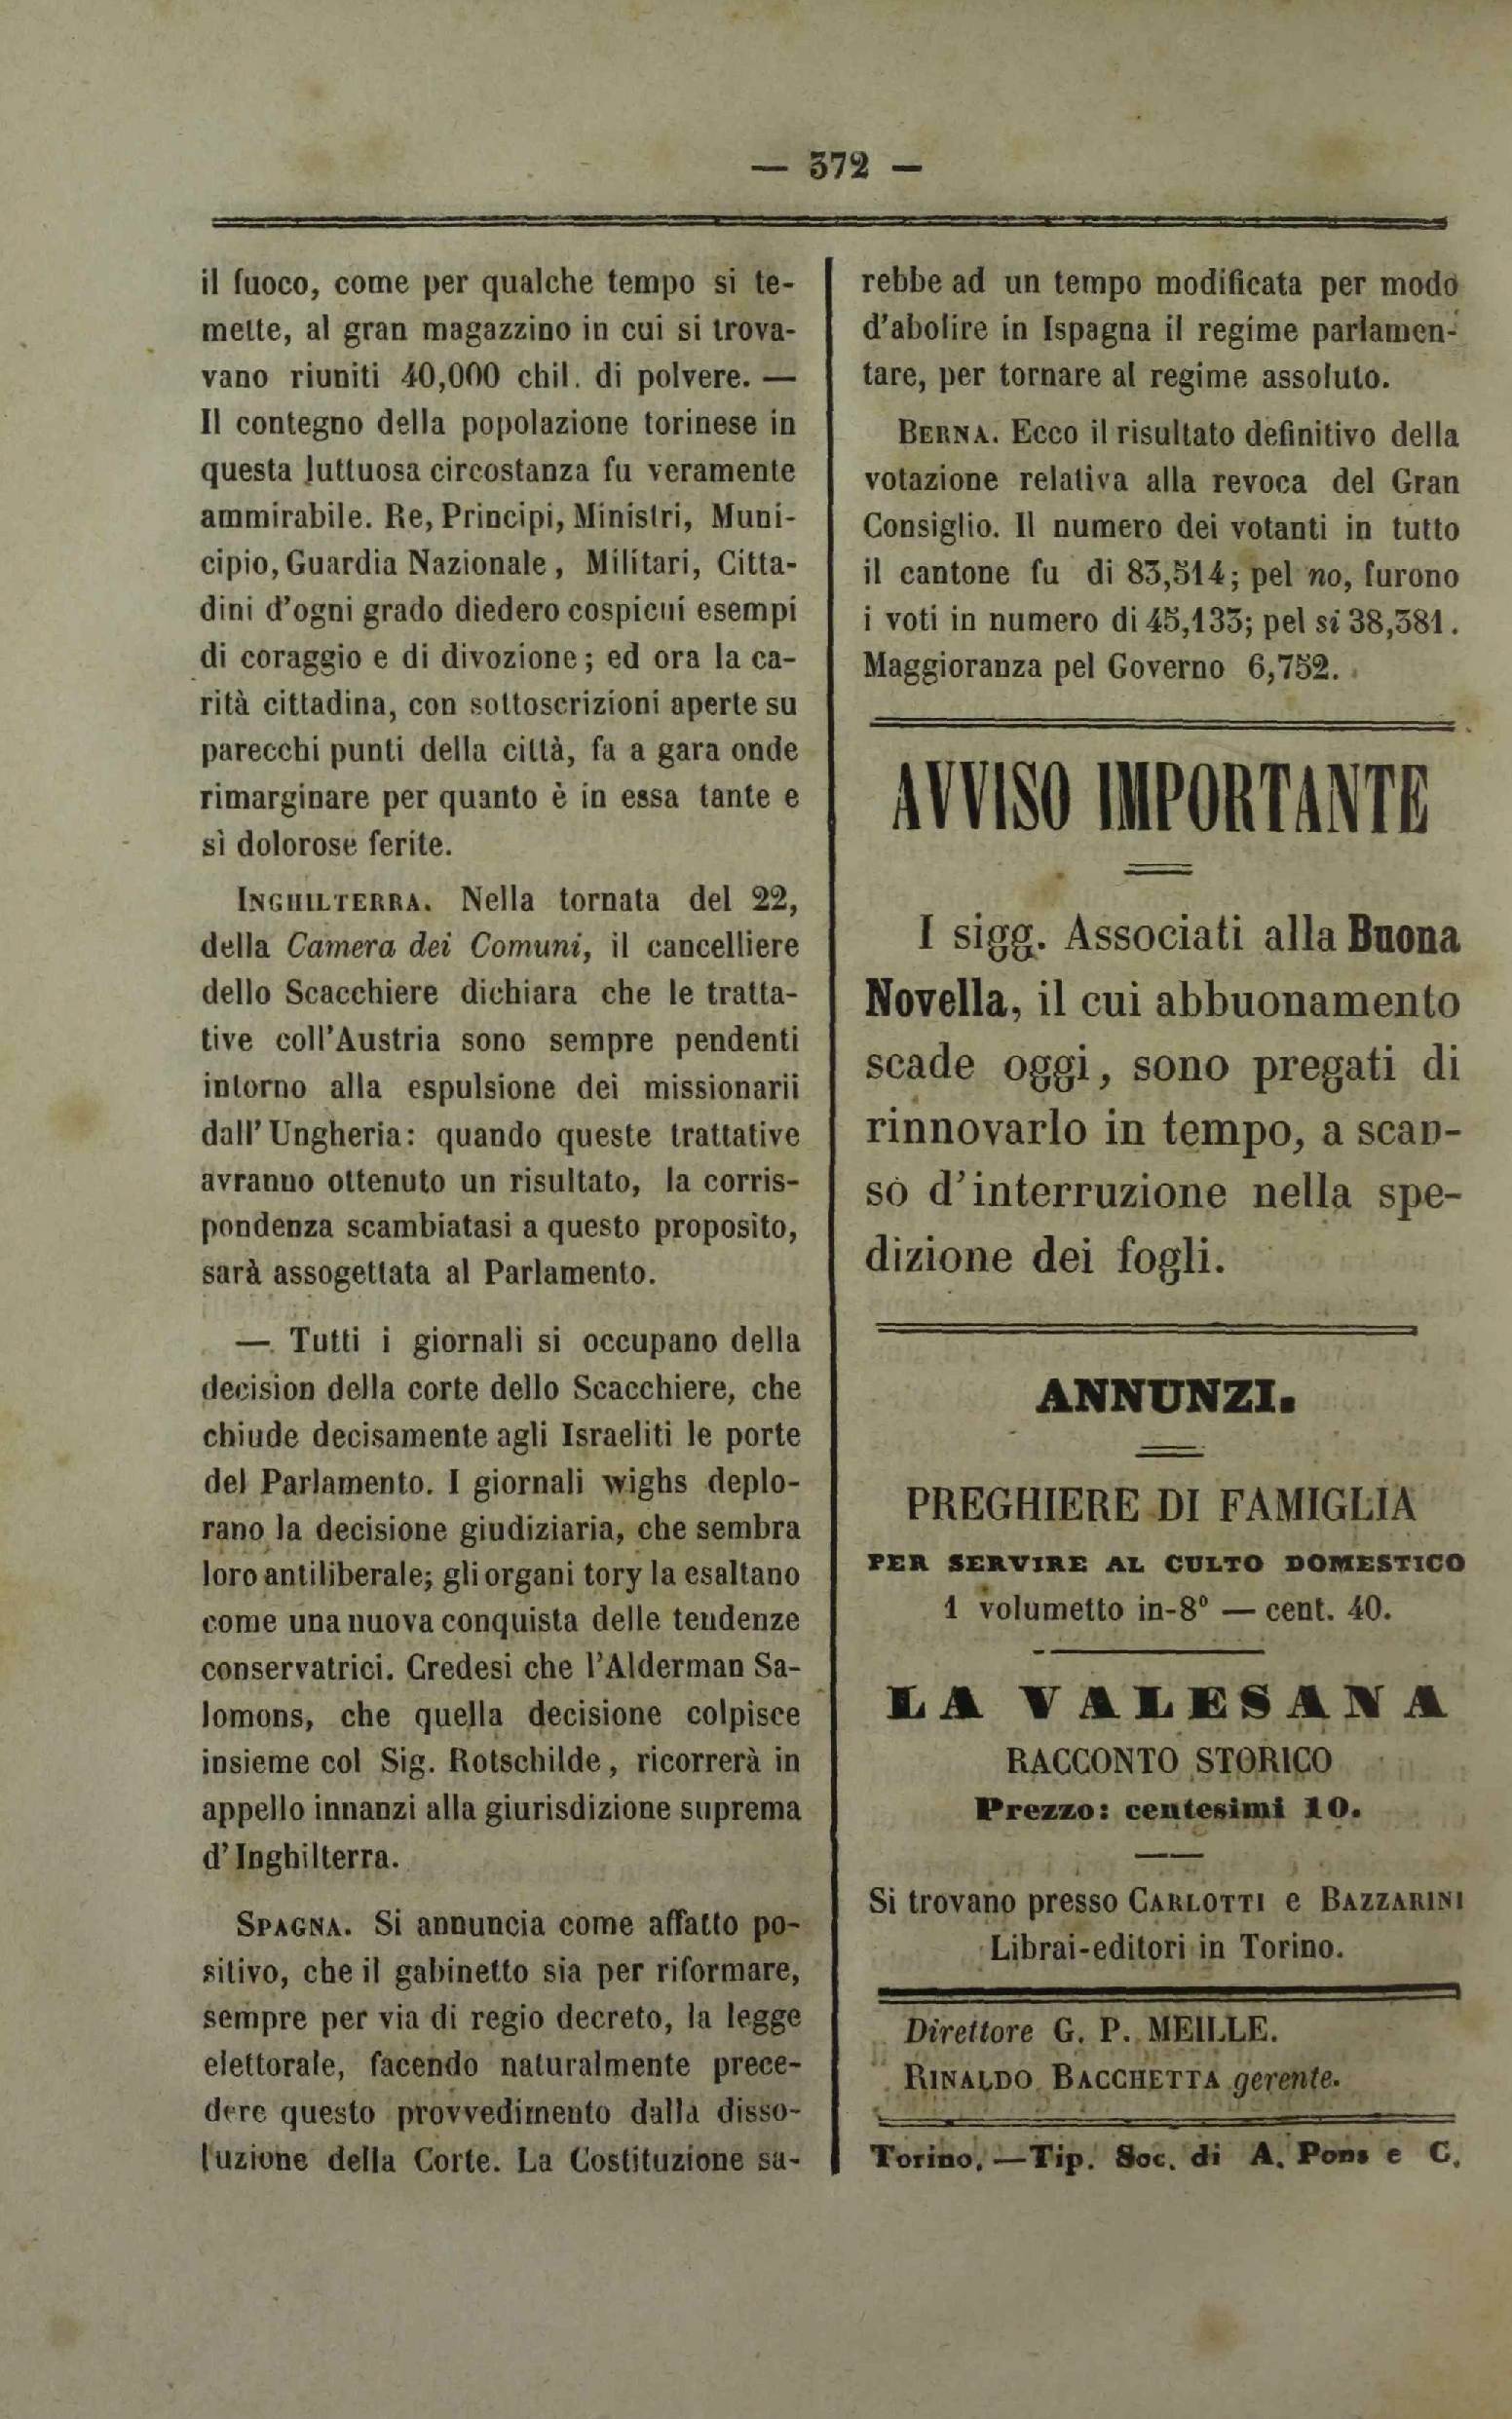 — 372 —
il fuoco, come per qualche tempo si te-
mette, al gran magazzino in cui si trova-
vano riuniti 40,000 chil. di polvere. —
Il contegno della popolazione torinese in
questa luttuosa circostanza fu veramente
ammirabile. Re, Principi, Ministri, Muni-
cipio, Guardia Nazionale, Militari, Citta-
dini d'ogni grado diedero cospicui esempi
di coraggio e di divozione; ed ora la ca-
rità cittadina, con sottoscrizioni aperte su
parecchi punti della città, fa a gara onde
rimarginare per quanto è in essa tante e
sì dolorose ferite.
INGHILTERRA. Nella tornata del 22,
della Camera dei Comuni, il cancelliere
dello Scacchiere dichiara che le tratta-
tive coll'Austria sono sempre pendenti
intorno alla espulsione dei missionarii
dall'Ungheria: quando queste trattative
avranno ottenuto un risultato, la corris-
pondenza scambiatasi a questo proposito,
sarà assogettata al Parlamento.
— Tutti i giornali si occupano della
decision della corte dello Scacchiere, che
chiude decisamente agli Israeliti le porte
del Parlamento. I giornali wighs deplo-
rano la decisione giudiziaria, che sembra
loro antiliberale; gli organi tory la esaltano
come una nuova conquista delle tendenze
conservatrici. Credesi che l'Alderman Sa-
lomons, che quella decisione colpisce
insieme col Sig. Rotschilde, ricorrerà in
appello innanzi alla giurisdizione suprema
d'Inghilterra.
SPAGNA. Si annuncia come affatto po-
sitivo, che il gabinetto sia per riformare,
sempre per via di regio decreto, la legge
elettorale, facendo naturalmente prece-
dere questo provvedimento dalla disso-
luzione della Corte. La Costituzione sa-
rebbe ad un tempo modificata per modo
d'abolire in Ispagna il regime parlamen-
tare, per tornare al regime assoluto.
BERNA. Ecco il risultato definitivo della
votazione relativa alla revoca del Gran
Consiglio. Il numero dei votanti in tutto
il cantone fu di 83,514; pel no, furono
i voti in numero di 45,133; pel si 38,381.
Maggioranza pel Governo 6,752.
AVVISO IMPORTANTE
I sigg. Associati alla Buona
Novella, il cui abbuonamento
scade oggi, sono pregati di
rinnovarlo in tempo, a scan-
so d'interruzione nella spe-
dizione dei fogli.
ANNUNZI.
PREGHIERE DI FAMIGLIA
PER SERVIRE AL CULTO DOMESTICO
1 volumetto in-8º — cent. 40.
LA VALESANA
RACCONTO STORICO
Prezzo: centesimi 10.
Si trovano presso CARLOTTI e BAZZARINI
Librai-editori in Torino.
Direttore G. P. MEILLE.
RINALDO BACCHETTA gerente.
Torino, — Tip. Soc. di A. Pons e C.